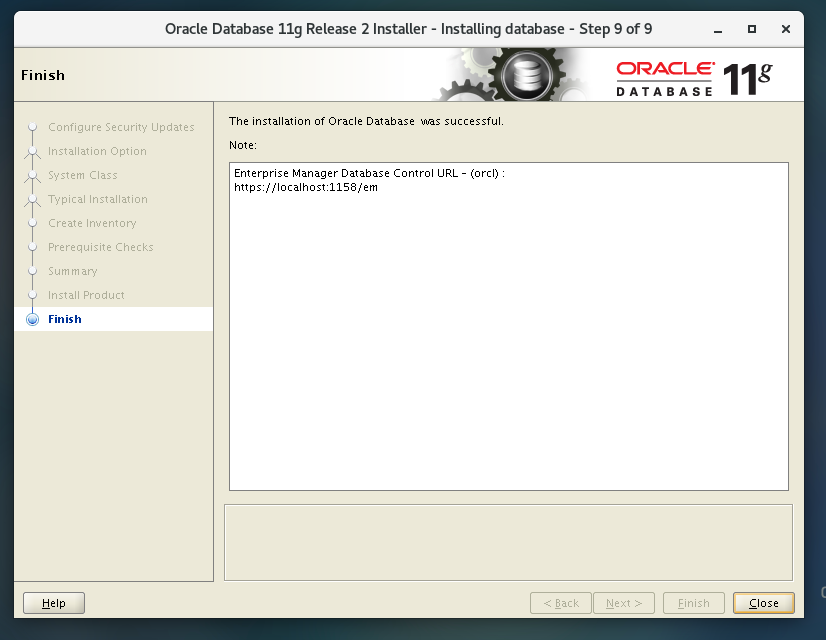 Oracle Database 11g Release 2 Installer - Installing database - Step 9 of 9
Finish
ORACLE
DATABASE
11g
Configure Security Updates
Installation Option
System Class
Typical Installation
Create Inventory
Prerequisite Checks
Summary
Install Product
Finish
The installation of Oracle Database  was successful.
Note:
Enterprise Manager Database Control URL - (orcl) :
https://localhost:1158/em
Help
< Back
Next >
Finish
Close